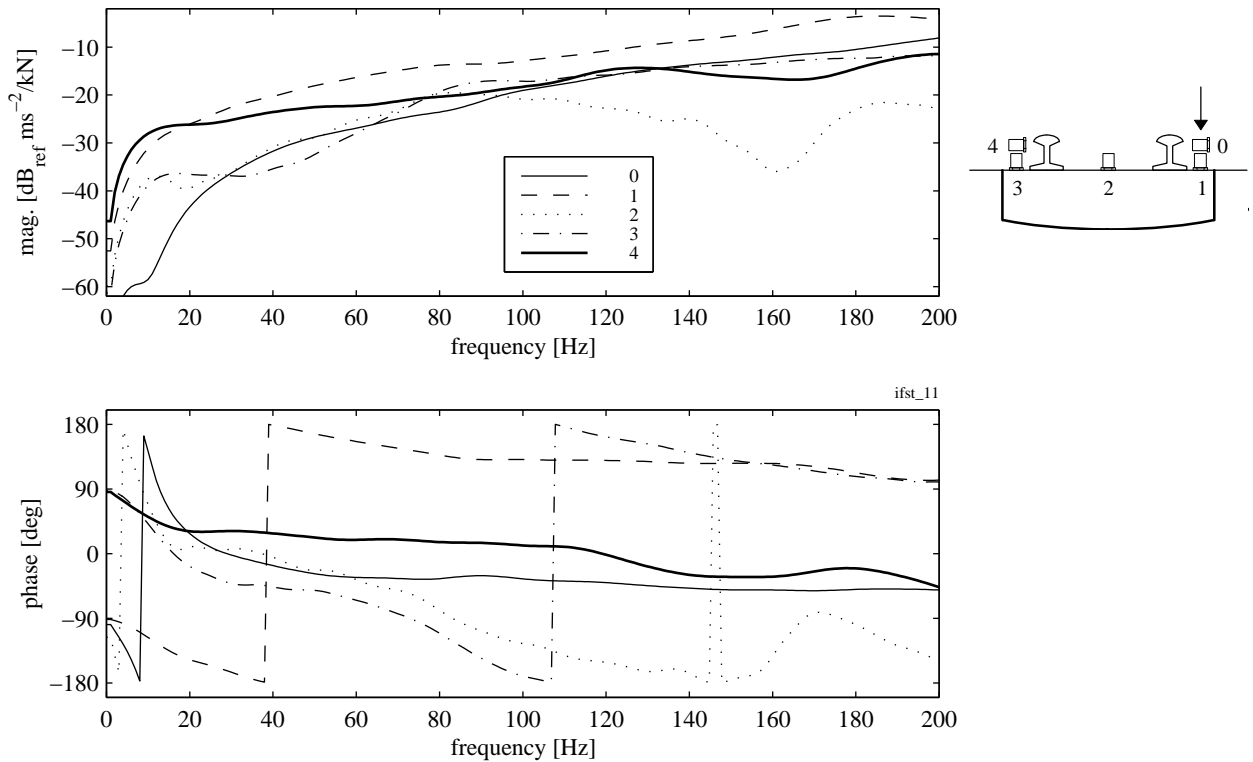 −10
−20
−30
−40
−50
−60
mag. [dB_ref ms^−2/kN]
0
1
2
3
4
0 20 40 60 80 100 120 140 160 180 200
frequency [Hz]
4 0
3 2 1
ifst_11
180
90
0
−90
−180
phase [deg]
0 20 40 60 80 100 120 140 160 180 200
frequency [Hz]